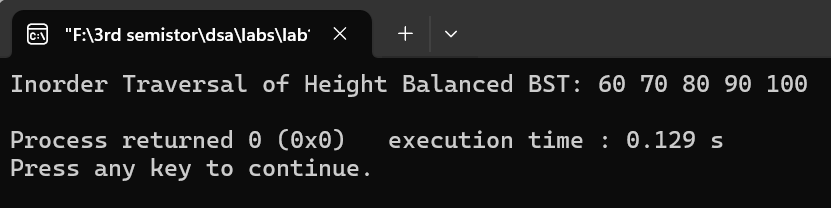 "F:\3rd semistor\dsa\labs\lab
Inorder Traversal of Height Balanced BST: 60 70 80 90 100
Process returned 0 (0x0)   execution time : 0.129 s
Press any key to continue.